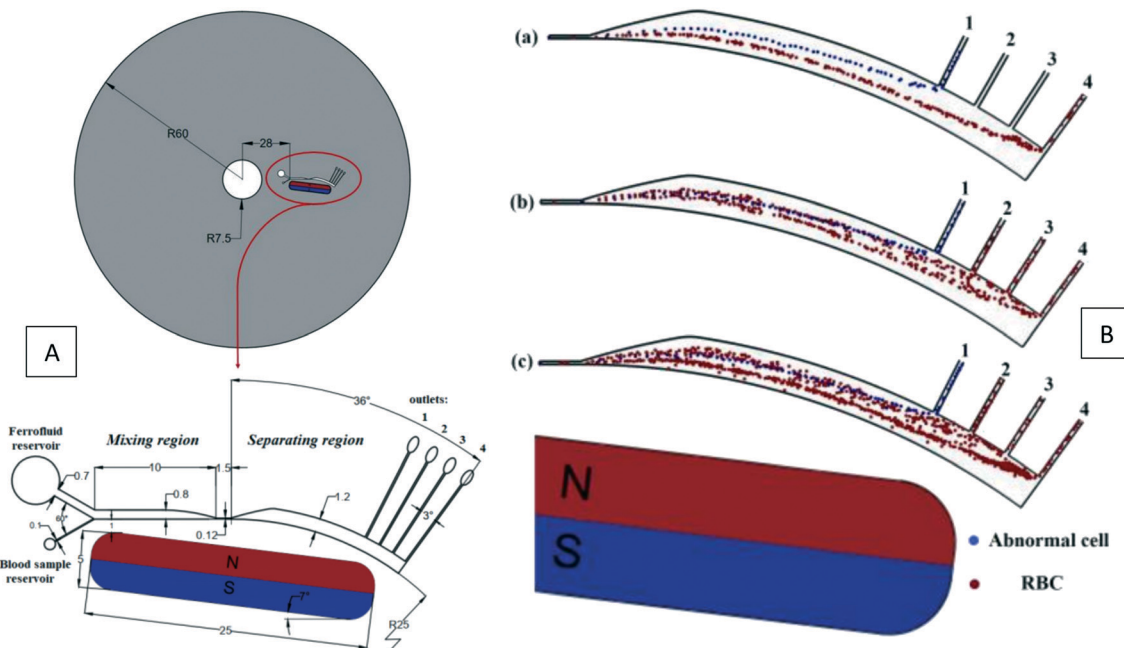 R60
28
R7.5
A
36°
outlets:
1
2
3
4
Ferrofluid
reservoir
Mixing region
Separating region
10
1.5
0.7
0.8
1.2
60°
0.1
1
0.12
3°
Blood sample
reservoir
5
N
S
7°
25
R25
(a)
1
2
3
4
(b)
1
2
3
4
B
(c)
1
2
3
4
N
S
Abnormal cell
RBC